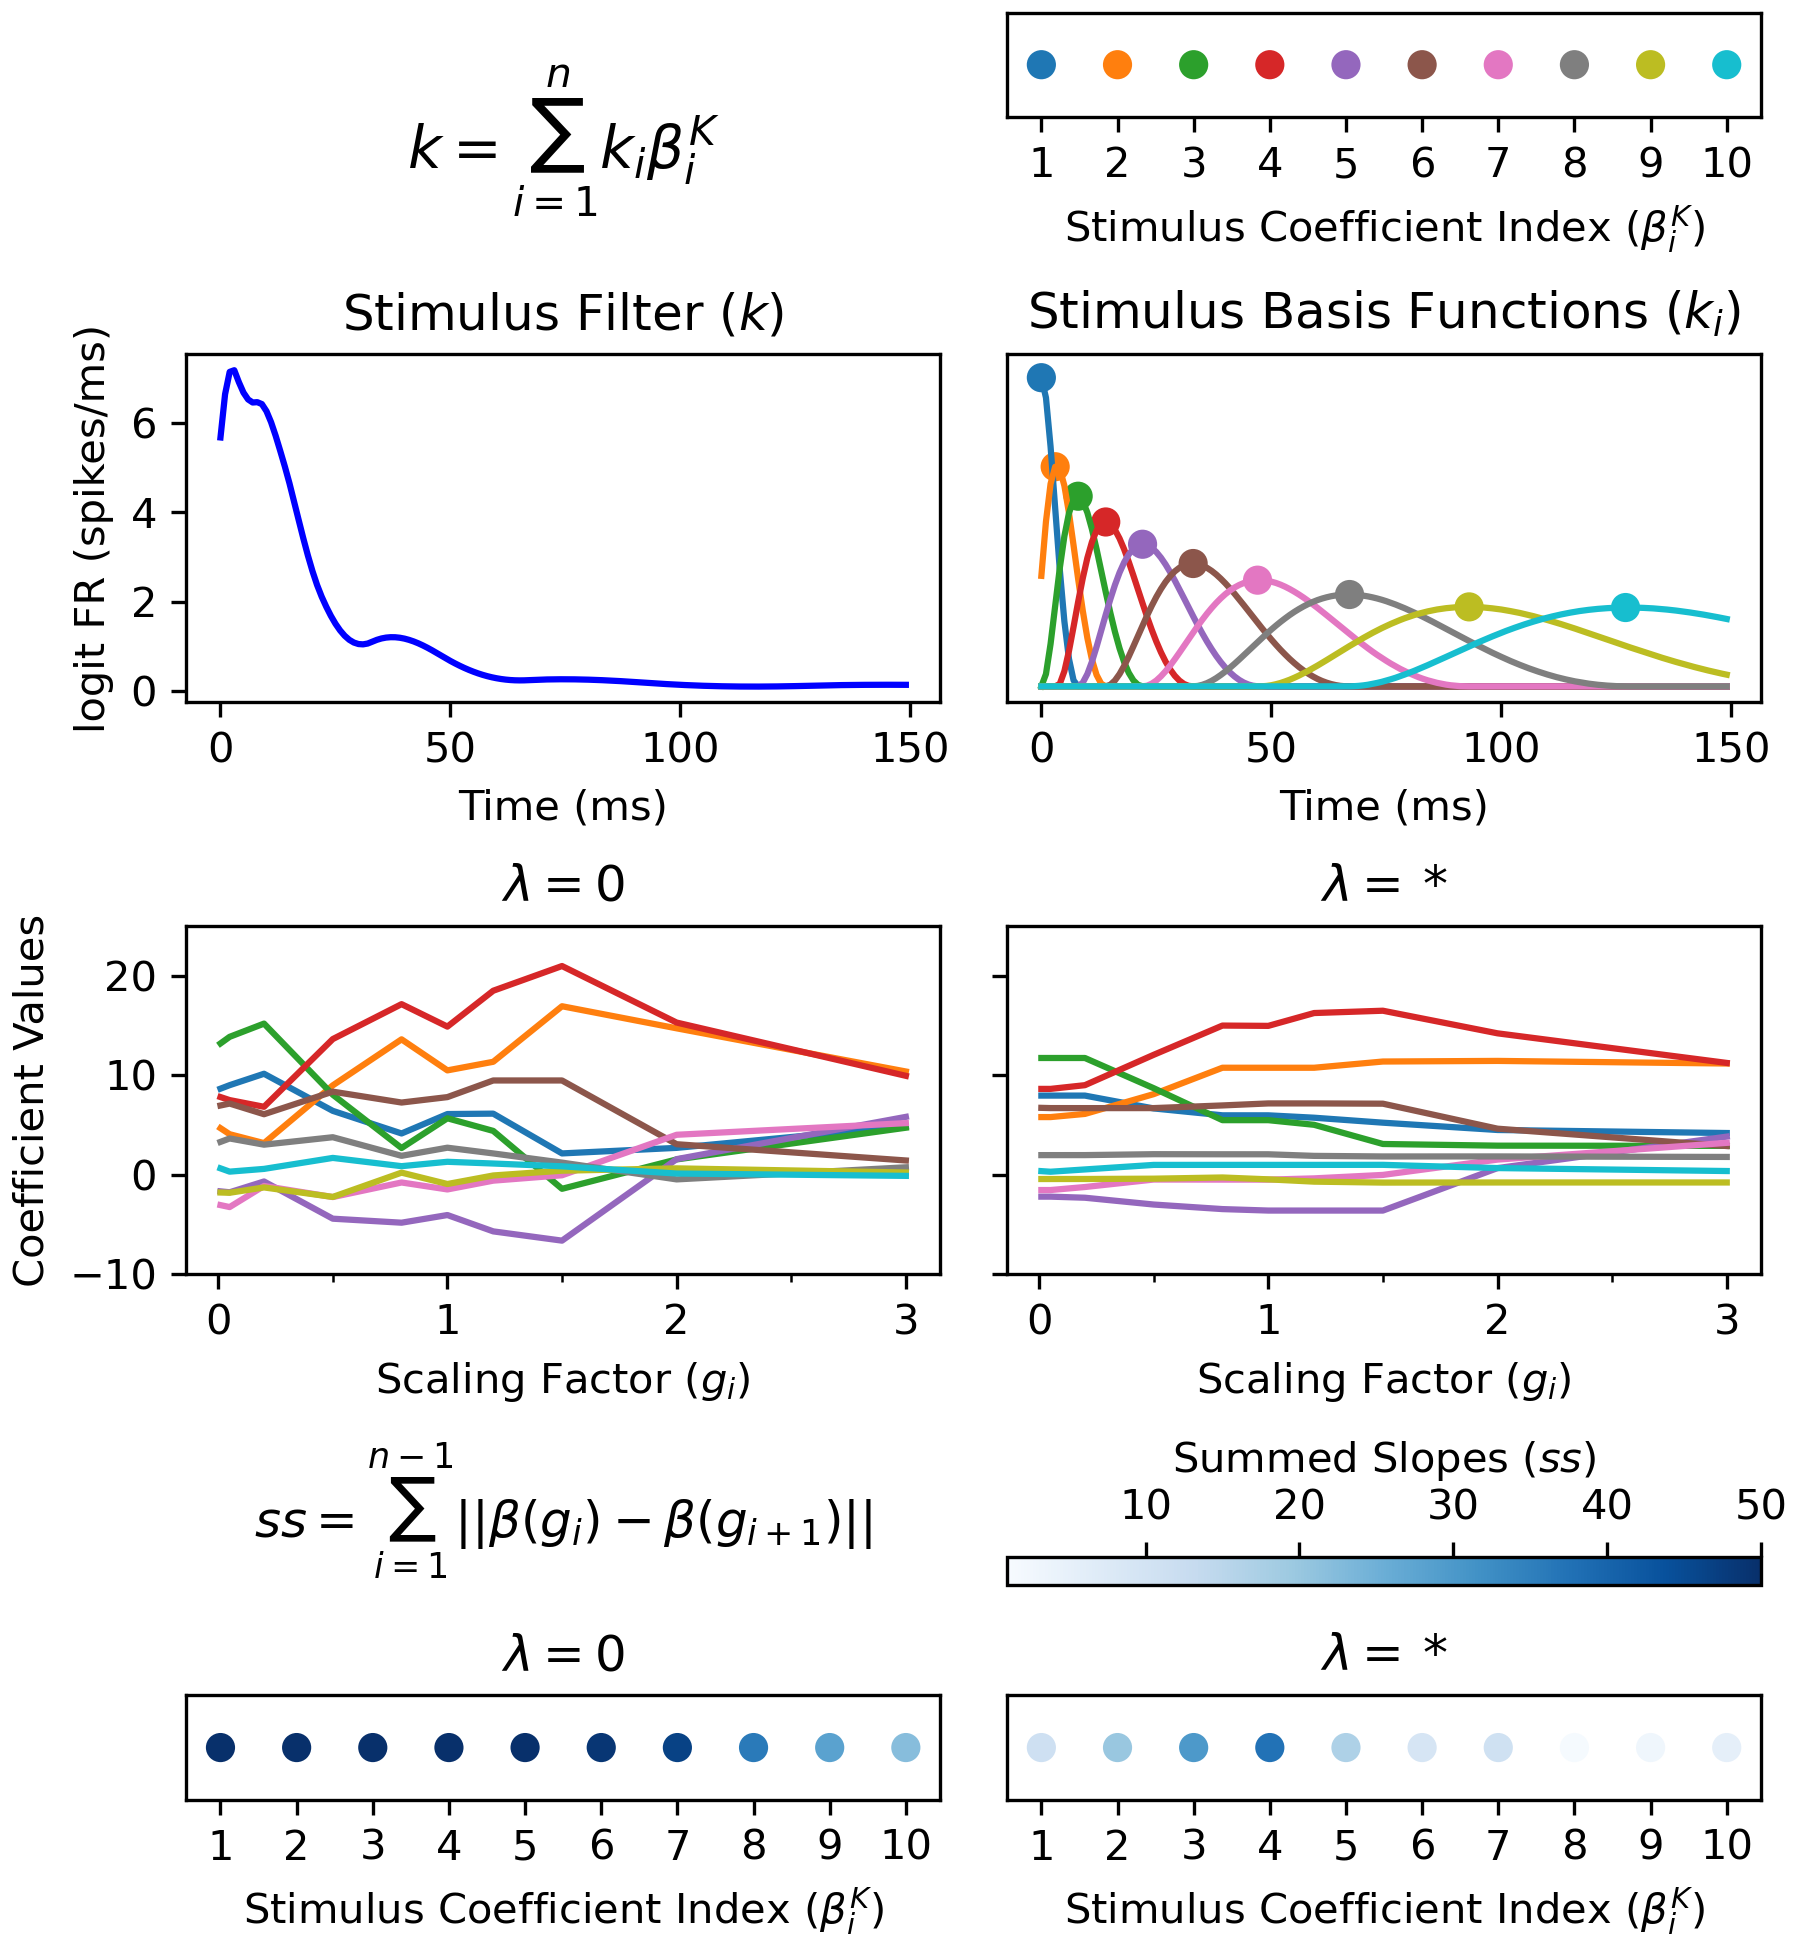 k = ∑_{i=1}^{n} k_i β_i^K
1 2 3 4 5 6 7 8 9 10
Stimulus Coefficient Index (β_i^K)
Stimulus Filter (k)
logit FR (spikes/ms)
6
4
2
0
0 50 100 150
Time (ms)
Stimulus Basis Functions (k_i)
0 50 100 150
Time (ms)
λ = 0
Coefficient Values
20
10
0
−10
0 1 2 3
Scaling Factor (g_i)
λ = *
0 1 2 3
Scaling Factor (g_i)
ss = ∑_{i=1}^{n−1} ||β(g_i) − β(g_{i+1})||
Summed Slopes (ss)
10 20 30 40 50
λ = 0
1 2 3 4 5 6 7 8 9 10
Stimulus Coefficient Index (β_i^K)
λ = *
1 2 3 4 5 6 7 8 9 10
Stimulus Coefficient Index (β_i^K)